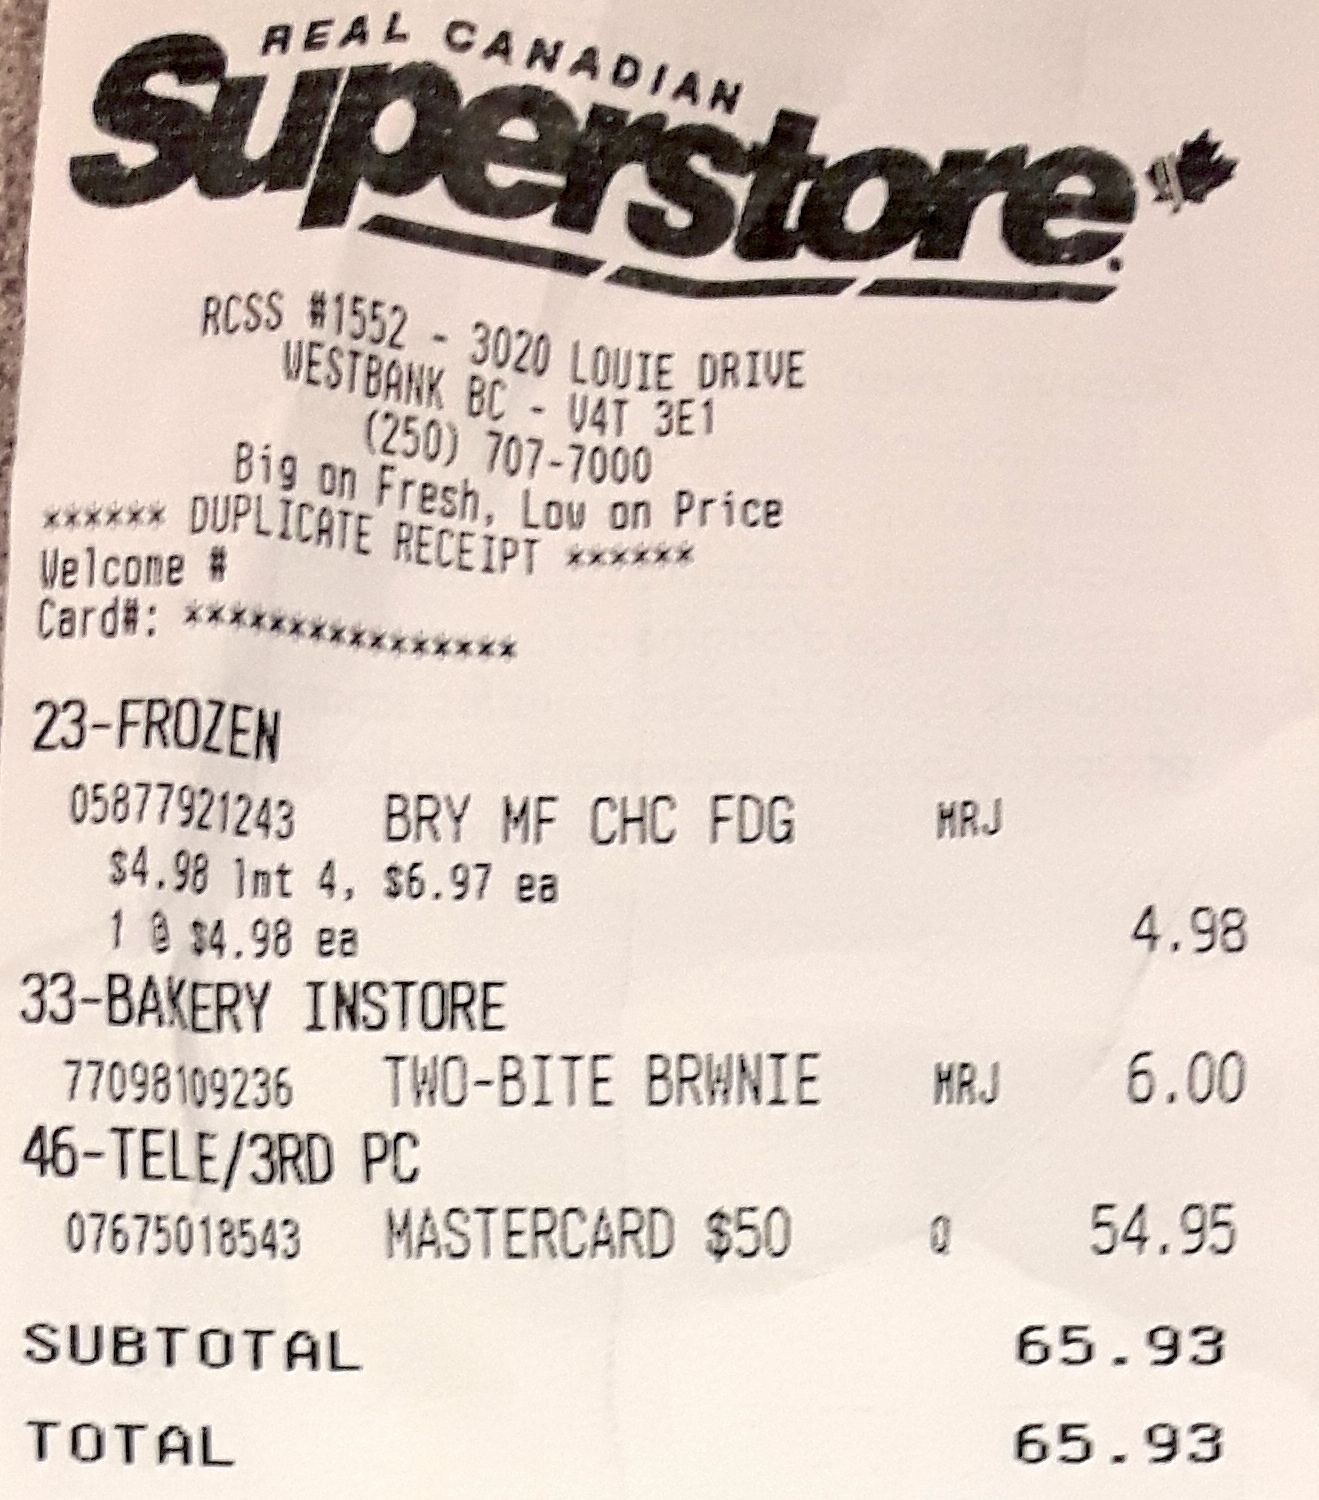 REAL CANADIAN
Superstore
RCSS #1552 - 3020 LOUIE DRIVE
WESTBANK BC - V4T 3E1
(250) 707-7000
Big on Fresh, Low on Price
****** DUPLICATE RECEIPT ******
Welcome #
Card#: ****************
23-FROZEN
05877921243 BRY MF CHC FDG MRJ
$4.98 lmt 4, $6.97 ea
1 @ $4.98 ea 4.98
33-BAKERY INSTORE
77098109236 TWO-BITE BRWNIE MRJ 6.00
46-TELE/3RD PC
07675018543 MASTERCARD $50 Q 54.95
SUBTOTAL 65.93
TOTAL 65.93